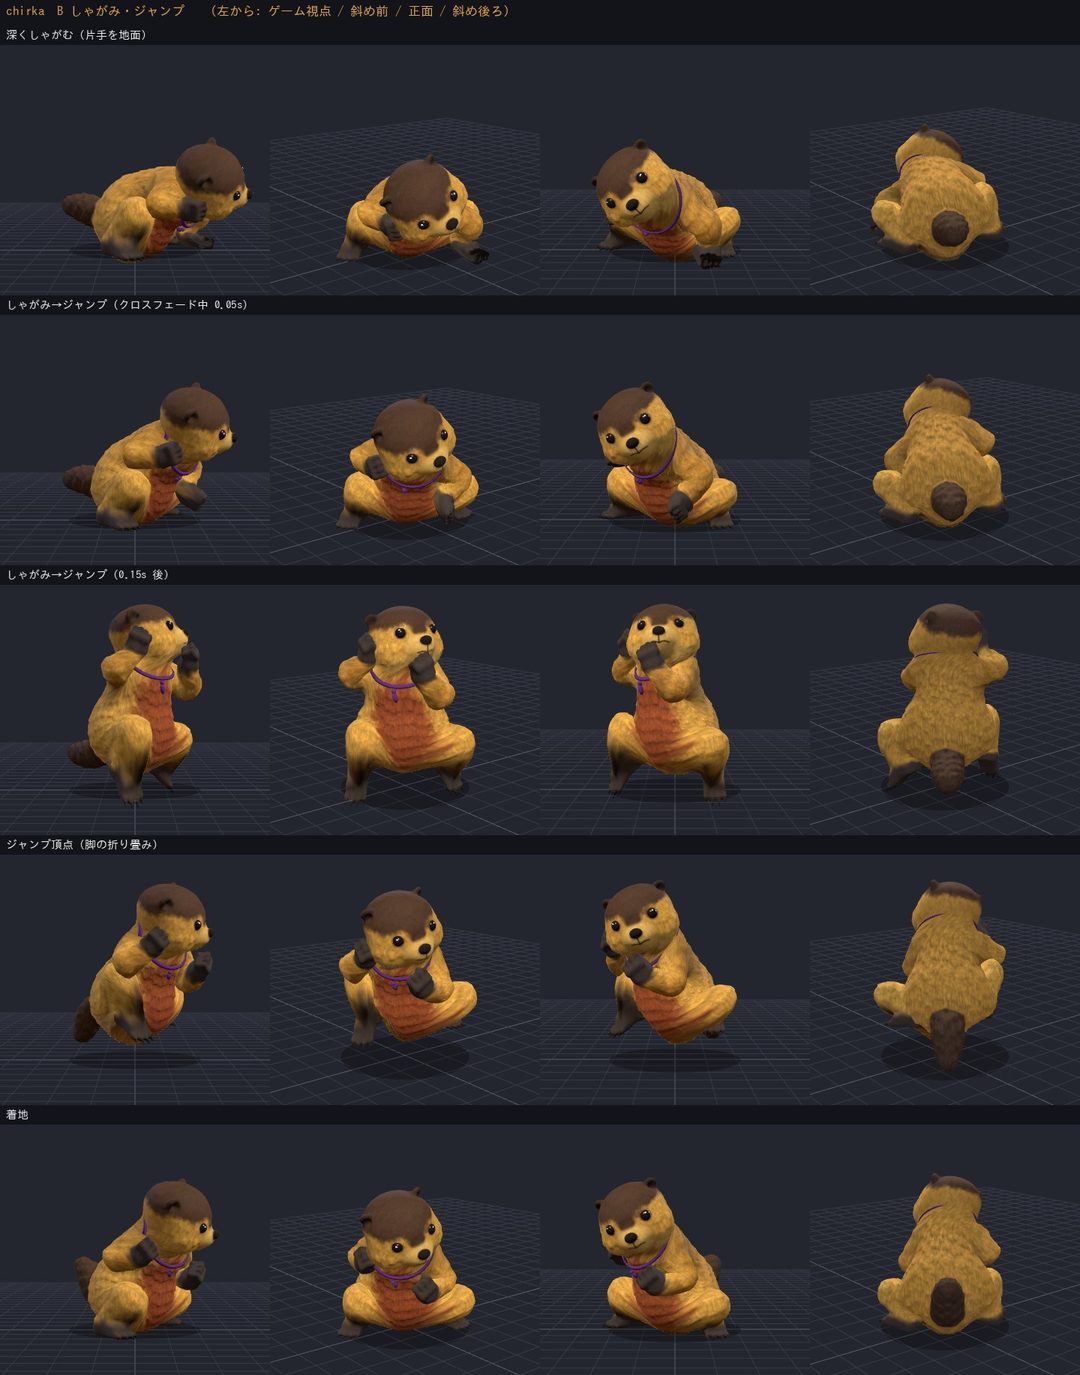 chirka B しゃがみ・ジャンプ (左から: ゲーム視点 / 斜め前 / 正面 / 斜め後ろ)
深くしゃがむ (片手を地面)
しゃがみ→ジャンプ (クロスフェード中 0.05s)
しゃがみ→ジャンプ (0.15s 後)
ジャンプ頂点 (脚の折り畳み)
着地